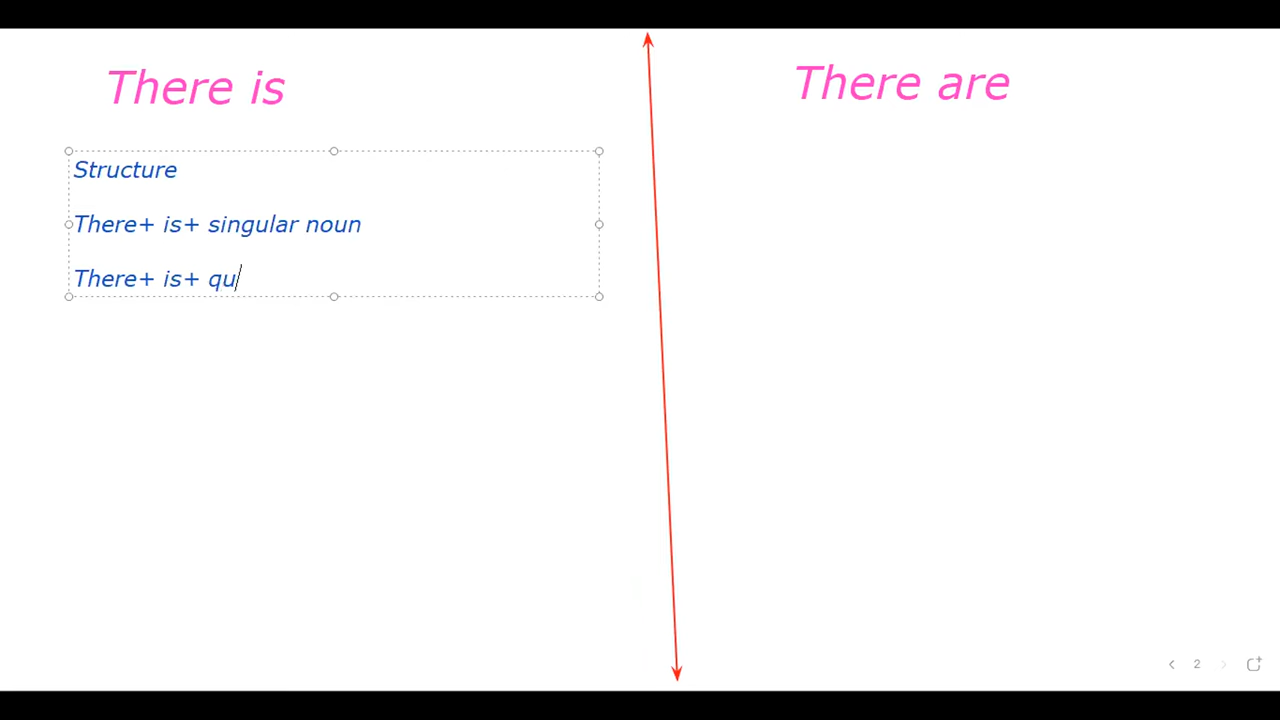 There is
Structure
There+ is+ singular noun
There+ is+ qu
There are
2